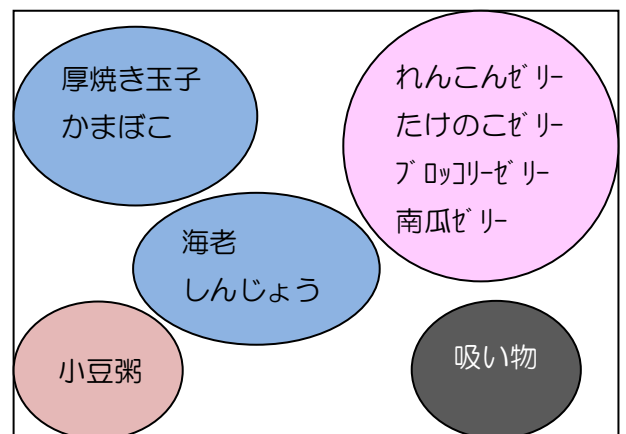 厚焼き玉子
かまぼこ
れんこんｾﾞﾘｰ
たけのこｾﾞﾘｰ
ﾌﾞﾛｯｺﾘｰｾﾞﾘｰ
南瓜ｾﾞﾘｰ
海老
しんじょう
小豆粥
吸い物